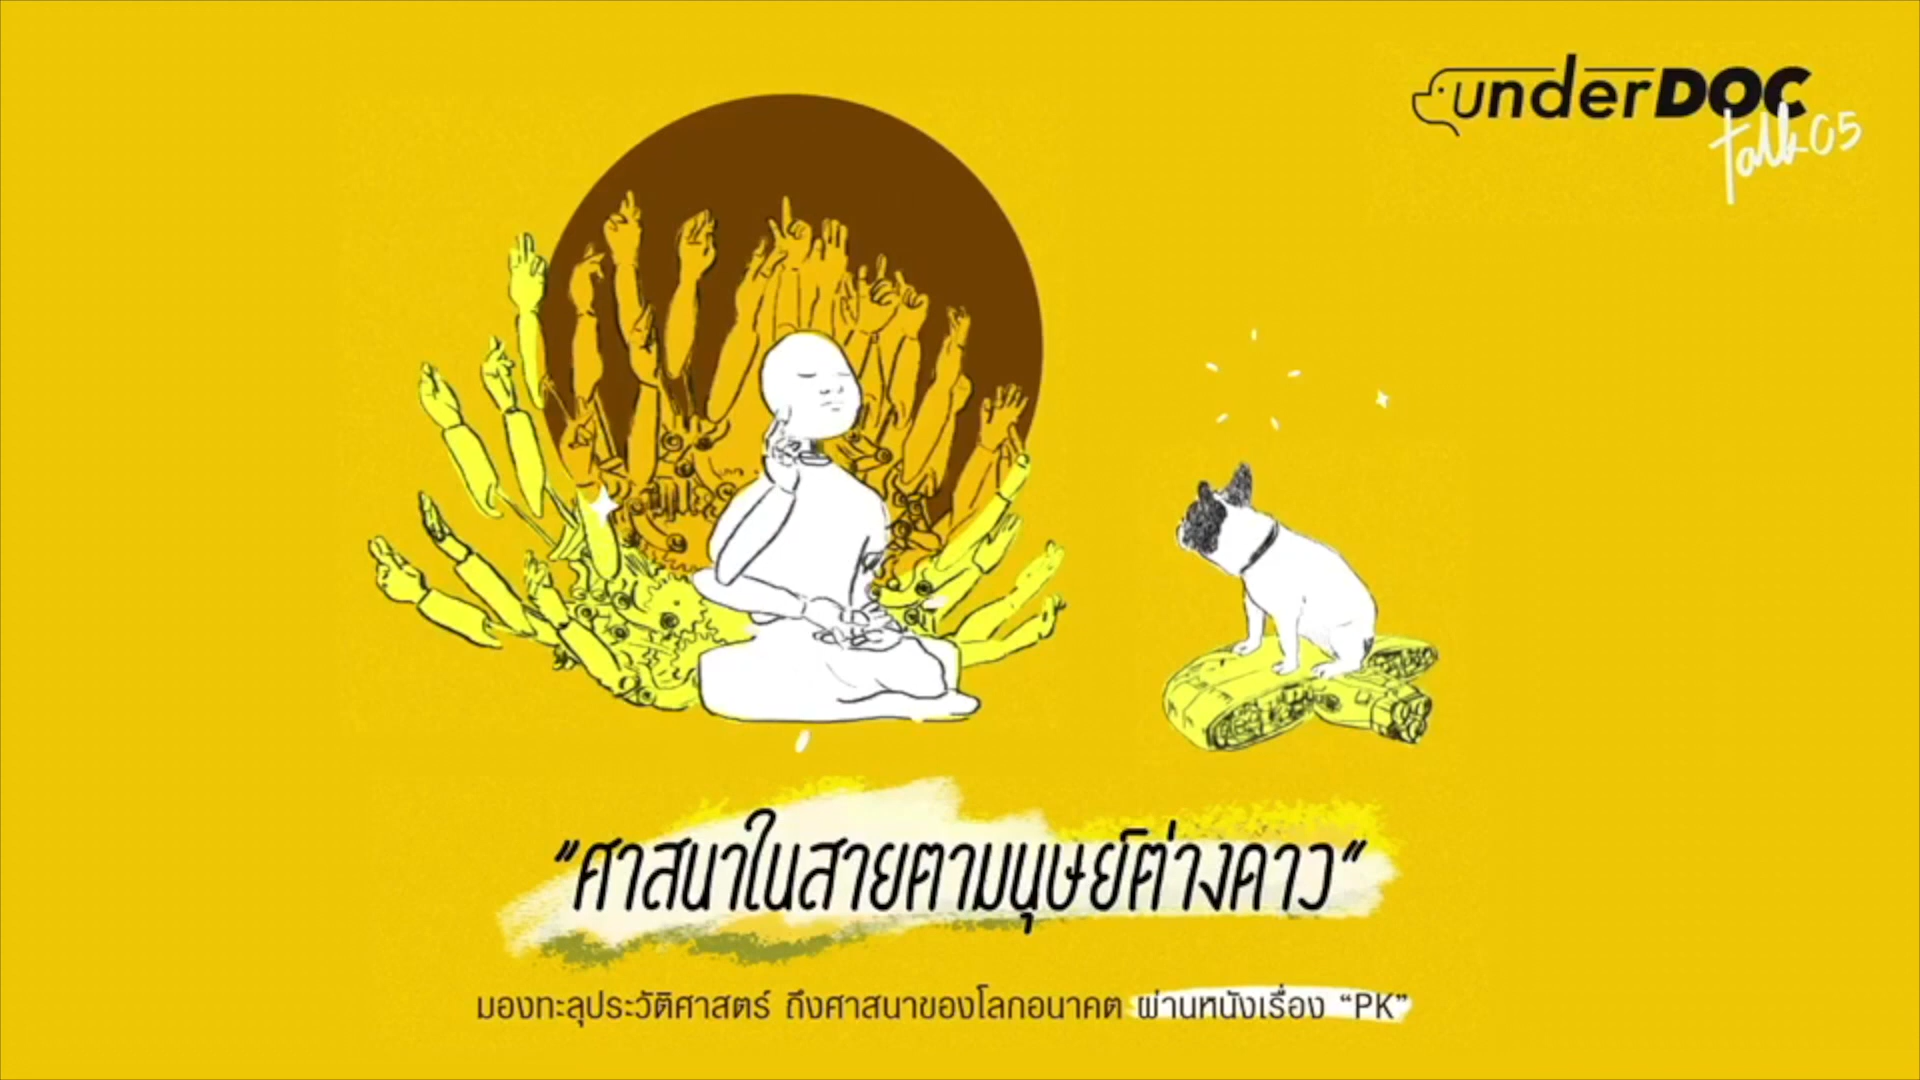 underDOC
Talk 05
"ศาสนาในสายตามนุษย์ต่างดาว"
มองทะลุประวัติศาสตร์ ถึงศาสนาของโลกอนาคต ผ่านหนังเรื่อง “PK”